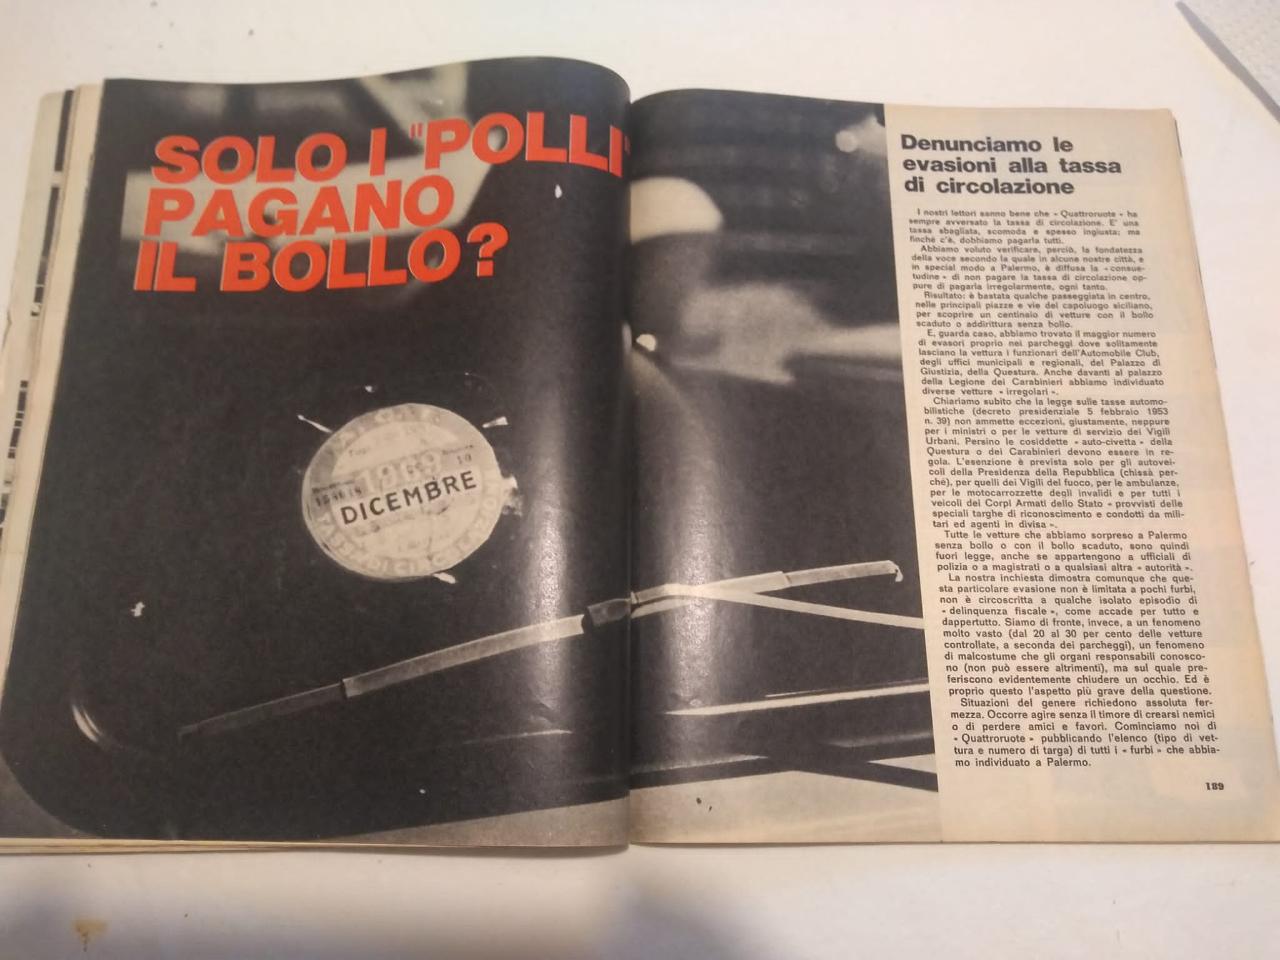 SOLO I "POLLI"
PAGANO
IL BOLLO?
DICEMBRE
Denunciamo le
evasioni alla tassa
di circolazione
I nostri lettori sanno bene che « Quattroruote » ha
sempre avversato la tassa di circolazione. E' una
tassa sbagliata, scomoda e spesso ingiusta; ma
finché c'è, dobbiamo pagarla tutti.
Abbiamo voluto verificare, perciò, la fondatezza
della voce secondo la quale in alcune nostre città, e
in special modo a Palermo, è diffusa la « consue-
tudine » di non pagare la tassa di circolazione op-
pure di pagarla irregolarmente, ogni tanto.
Risultato: è bastata qualche passeggiata in centro,
nelle principali piazze e vie del capoluogo siciliano,
per scoprire un centinaio di vetture con il bollo
scaduto o addirittura senza bollo.
E, guarda caso, abbiamo trovato il maggior numero
di evasori proprio nei parcheggi dove solitamente
lasciano la vettura i funzionari dell'Automobile Club,
degli uffici municipali e regionali, del Palazzo di
Giustizia, della Questura. Anche davanti al palazzo
della Legione dei Carabinieri abbiamo individuato
diverse vetture « irregolari ».
Chiariamo subito che la legge sulle tasse automo-
bilistiche (decreto presidenziale 5 febbraio 1953
n. 39) non ammette eccezioni, giustamente, neppure
per i ministri o per le vetture di servizio dei Vigili
Urbani. Persino le cosiddette « auto-civetta » della
Questura o dei Carabinieri devono essere in re-
gola. L'esenzione è prevista solo per gli autovei-
coli della Presidenza della Repubblica (chissà per-
ché), per quelli dei Vigili del fuoco, per le ambulanze,
per le motocarrozzette degli invalidi e per tutti i
veicoli dei Corpi Armati dello Stato « provvisti delle
speciali targhe di riconoscimento e condotti da mili-
tari ed agenti in divisa ».
Tutte le vetture che abbiamo sorpreso a Palermo
senza bollo o con il bollo scaduto, sono quindi
fuori legge, anche se appartengono a ufficiali di
polizia o a magistrati o a qualsiasi altra « autorità ».
La nostra inchiesta dimostra comunque che que-
sta particolare evasione non è limitata a pochi furbi,
non è circoscritta a qualche isolato episodio di
« delinquenza fiscale », come accade per tutto e
dappertutto. Siamo di fronte, invece, a un fenomeno
molto vasto (dal 20 al 30 per cento delle vetture
controllate, a seconda dei parcheggi), un fenomeno
di malcostume che gli organi responsabili conosco-
no (non può essere altrimenti), ma sul quale pre-
feriscono evidentemente chiudere un occhio. Ed è
proprio questo l'aspetto più grave della questione.
Situazioni del genere richiedono assoluta fer-
mezza. Occorre agire senza il timore di crearsi nemici
o di perdere amici e favori. Cominciamo noi di
« Quattroruote » pubblicando l'elenco (tipo di vet-
tura e numero di targa) di tutti i « furbi » che abbia-
mo individuato a Palermo.
189